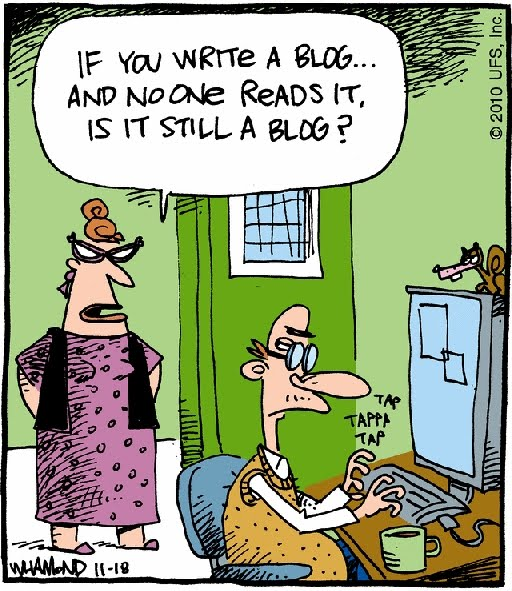 IF YOU WRITE A BLOG...
AND NO ONE READS IT,
IS IT STILL A BLOG?
© 2010 UFS, Inc.
TAP
TAPPA
TAP
WHAMOND 11-18